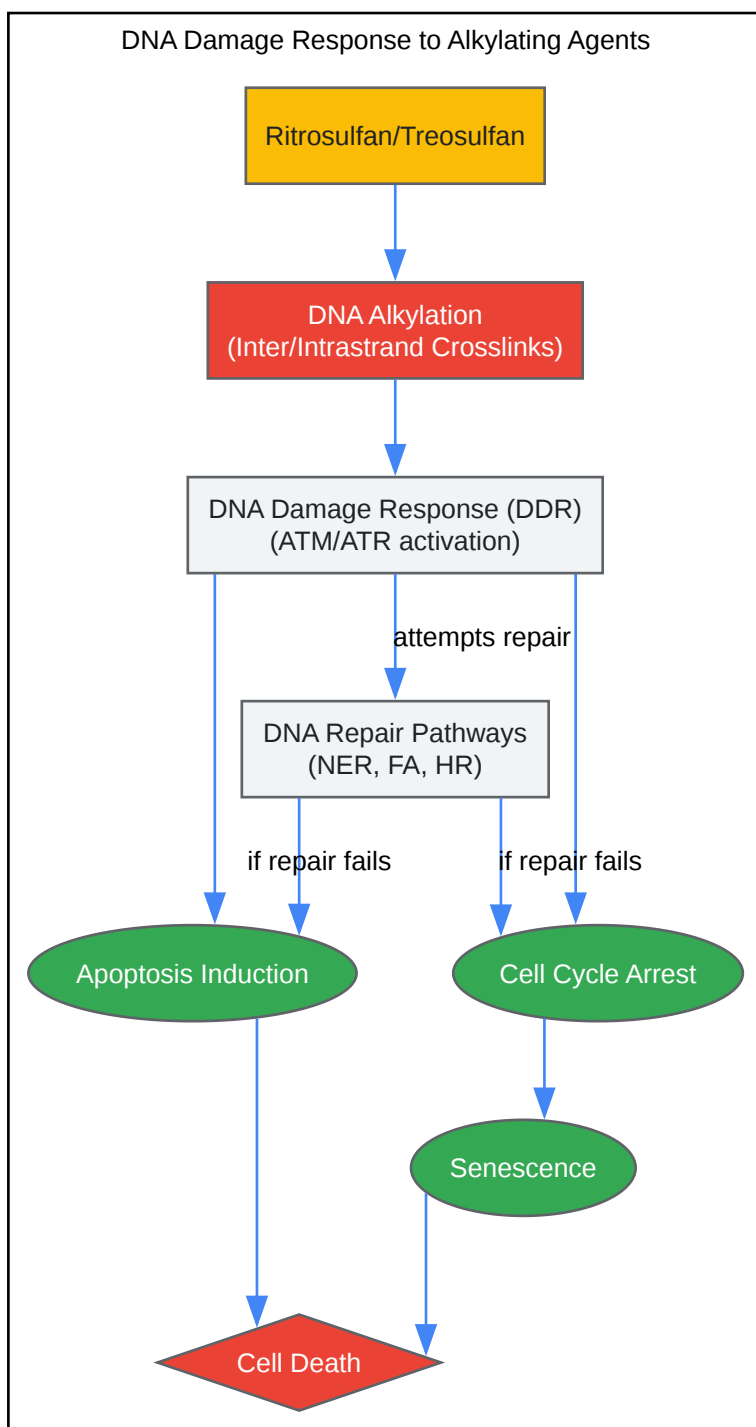 DNA Damage Response to Alkylating Agents
Ritrosulfan/Treosulfan
DNA Alkylation
(Inter/Intrastrand Crosslinks)
DNA Damage Response (DDR)
(ATM/ATR activation)
attempts repair
DNA Repair Pathways
(NER, FA, HR)
if repair fails
if repair fails
Apoptosis Induction
Cell Cycle Arrest
Senescence
Cell Death